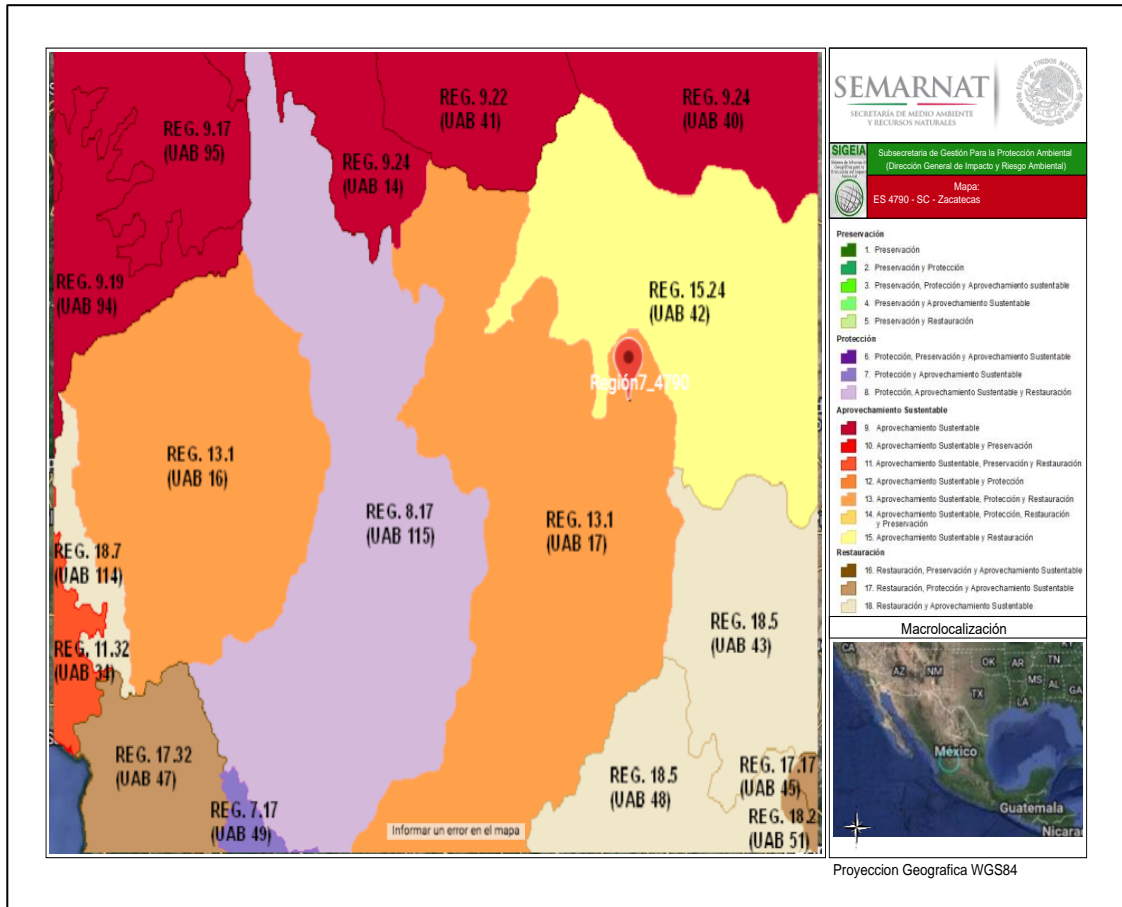 REG. 9.17
(UAB 95)
REG. 9.22
(UAB 41)
REG. 9.24
(UAB 40)
REG. 9.24
(UAB 14)
REG. 9.19
(UAB 94)
REG. 15.24
(UAB 42)
Región7_4790
REG. 13.1
(UAB 16)
REG. 8.17
(UAB 115)
REG. 13.1
(UAB 17)
REG. 18.7
(UAB 114)
REG. 11.32
(UAB 34)
REG. 18.5
(UAB 43)
REG. 17.32
(UAB 47)
REG. 7.17
(UAB 49)
REG. 18.5
(UAB 48)
REG. 17.17
(UAB 45)
REG. 18.2
(UAB 51)
Informar un error en el mapa
SEMARNAT
SECRETARÍA DE MEDIO AMBIENTE
Y RECURSOS NATURALES
ESTADOS UNIDOS MEXICANOS
SIGEIA
Subsecretaria de Gestión Para la Protección Ambiental
(Dirección General de Impacto y Riesgo Ambiental)
Mapa:
ES 4790 - SC - Zacatecas
Preservación
1. Preservación
2. Preservación y Protección
3. Preservación, Protección y Aprovechamiento sustentable
4. Preservación y Aprovechamiento Sustentable
5. Preservación y Restauración
Protección
6. Protección, Preservación y Aprovechamiento Sustentable
7. Protección y Aprovechamiento Sustentable
8. Protección, Aprovechamiento Sustentable y Restauración
Aprovechamiento Sustentable
9. Aprovechamiento Sustentable
10. Aprovechamiento Sustentable y Preservación
11. Aprovechamiento Sustentable, Preservación y Restauración
12. Aprovechamiento Sustentable y Protección
13. Aprovechamiento Sustentable, Protección y Restauración
14. Aprovechamiento Sustentable, Protección, Restauración
y Preservación
15. Aprovechamiento Sustentable y Restauración
Restauración
16. Restauración, Preservación y Aprovechamiento Sustentable
17. Restauración, Protección y Aprovechamiento Sustentable
18. Restauración y Aprovechamiento Sustentable
Macrolocalización
CA
AZ
NM
OK
AR
TN
TX
MS
AL
GA
LA
México
Guatemala
Nicara
Proyeccion Geografica WGS84